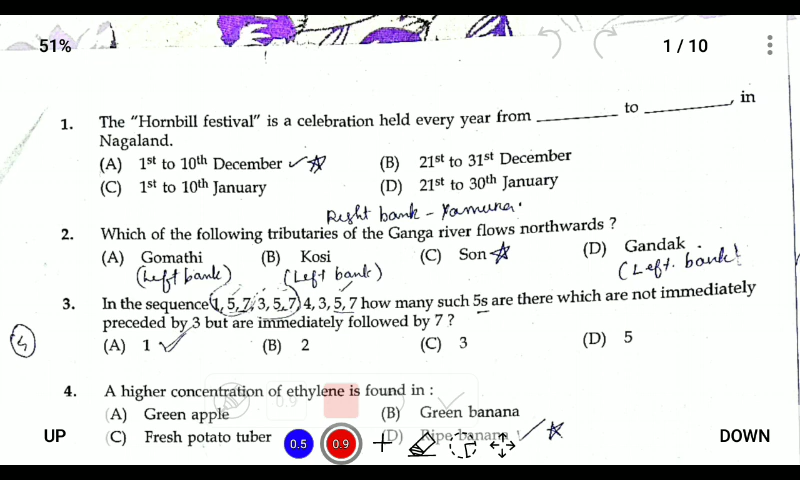 51%
1 / 10
1. The "Hornbill festival" is a celebration held every year from __________ to __________, in
Nagaland.
(A) 1st to 10th December (B) 21st to 31st December
(C) 1st to 10th January (D) 21st to 30th January
Right bank - Yamuna.
2. Which of the following tributaries of the Ganga river flows northwards ?
(A) Gomathi (B) Kosi (C) Son (D) Gandak
(Left bank) (Left bank) (Left bank)
3. In the sequence 1, 5, 7, 3, 5, 7, 4, 3, 5, 7 how many such 5s are there which are not immediately
preceded by 3 but are immediately followed by 7 ?
(A) 1 (B) 2 (C) 3 (D) 5
4. A higher concentration of ethylene is found in :
(A) Green apple (B) Green banana
(C) Fresh potato tuber (D) Ripe banana
UP 0.5 0.9 DOWN